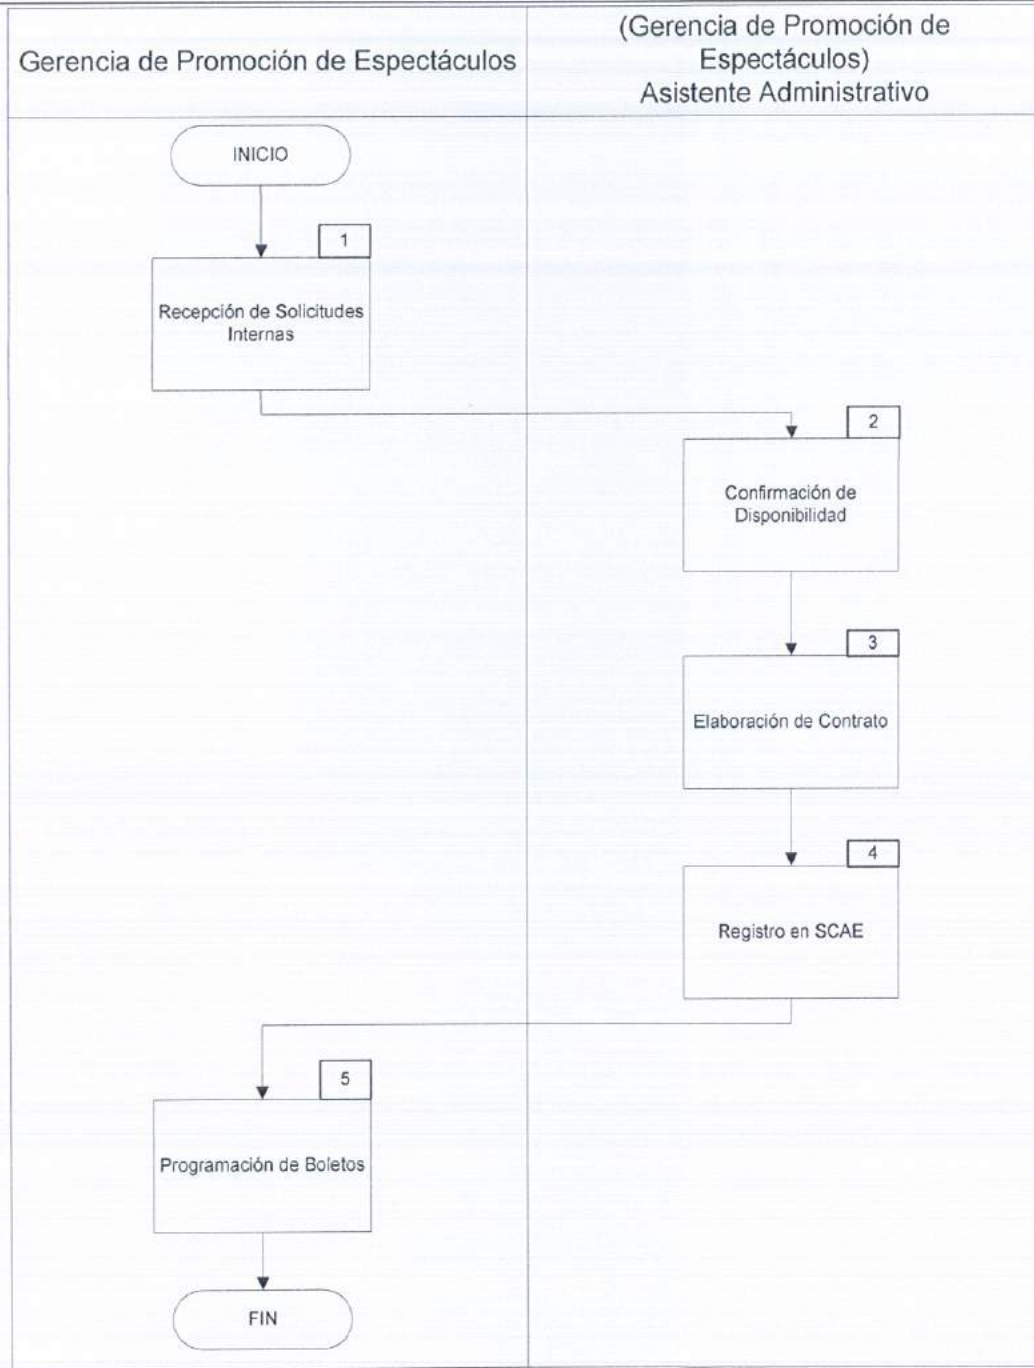 Gerencia de Promoción de Espectáculos
(Gerencia de Promoción de
Espectáculos)
Asistente Administrativo
INICIO
1
Recepción de Solicitudes
Internas
2
Confirmación de
Disponibilidad
3
Elaboración de Contrato
4
Registro en SCAE
5
Programación de Boletos
FIN